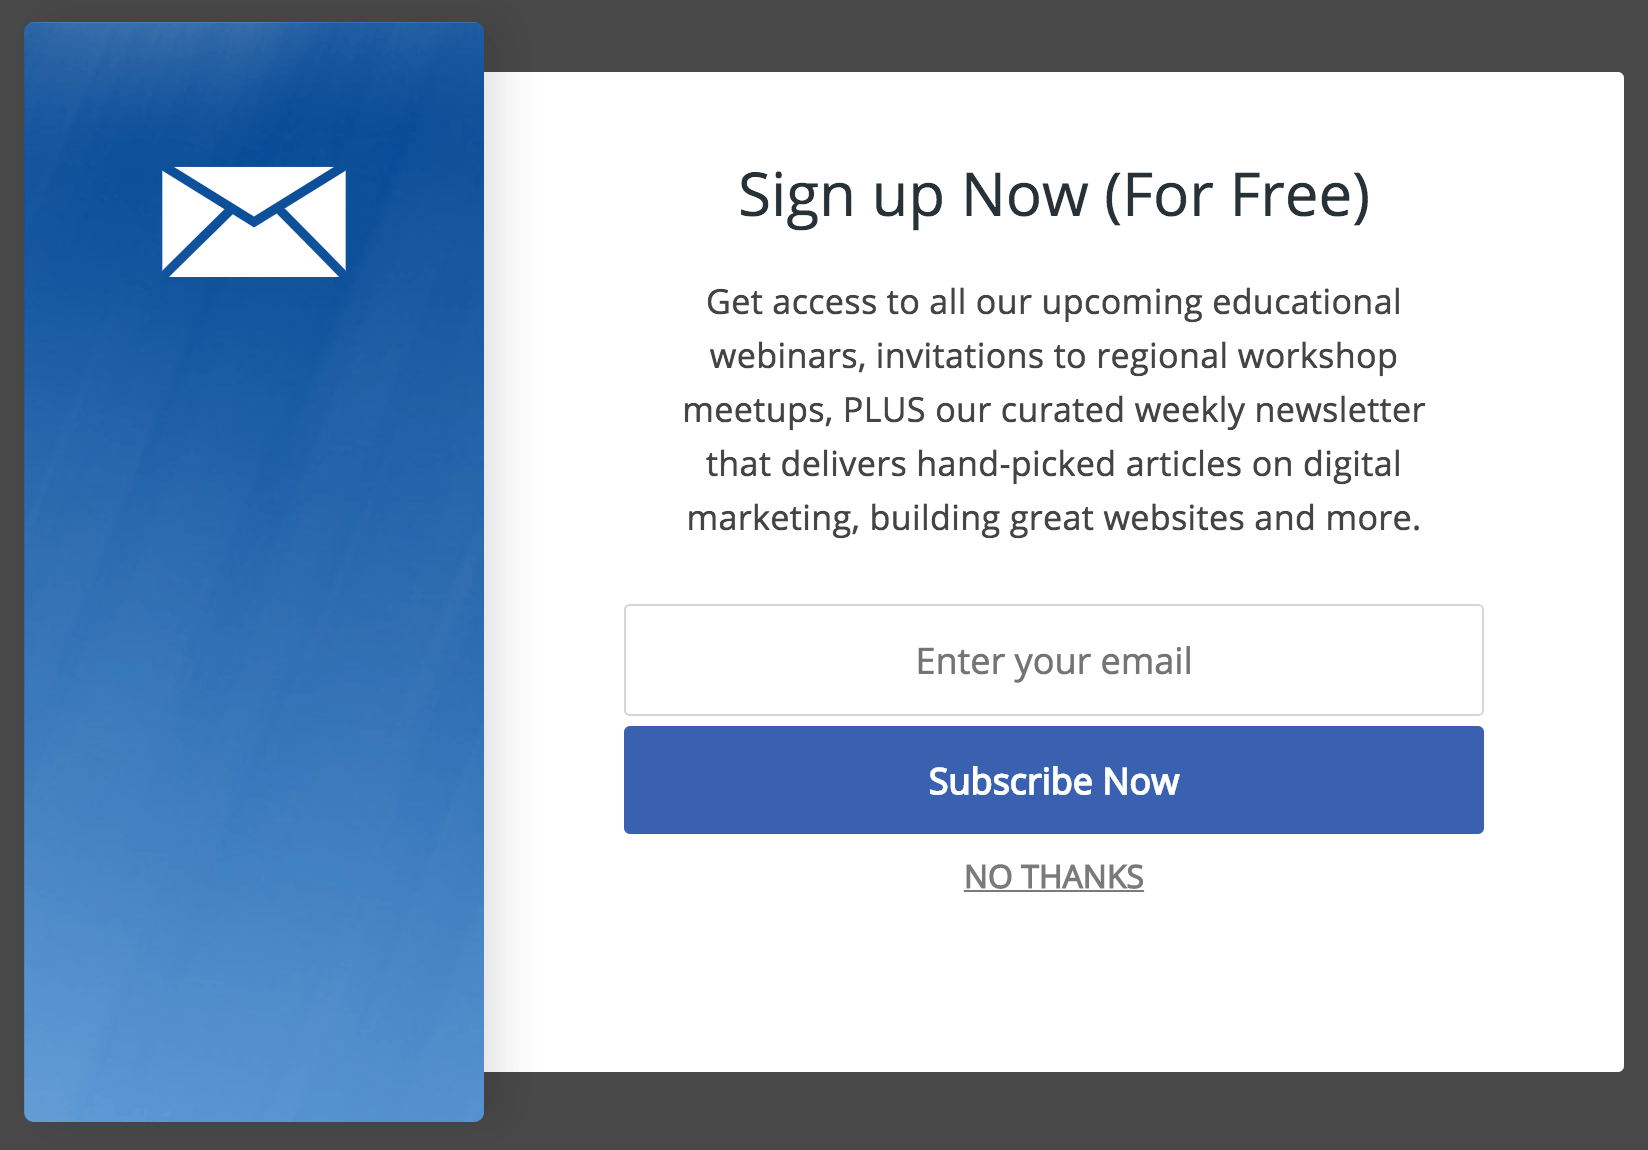 Sign up Now (For Free)
Get access to all our upcoming educational
webinars, invitations to regional workshop
meetups, PLUS our curated weekly newsletter
that delivers hand-picked articles on digital
marketing, building great websites and more.
Enter your email
Subscribe Now
NO THANKS